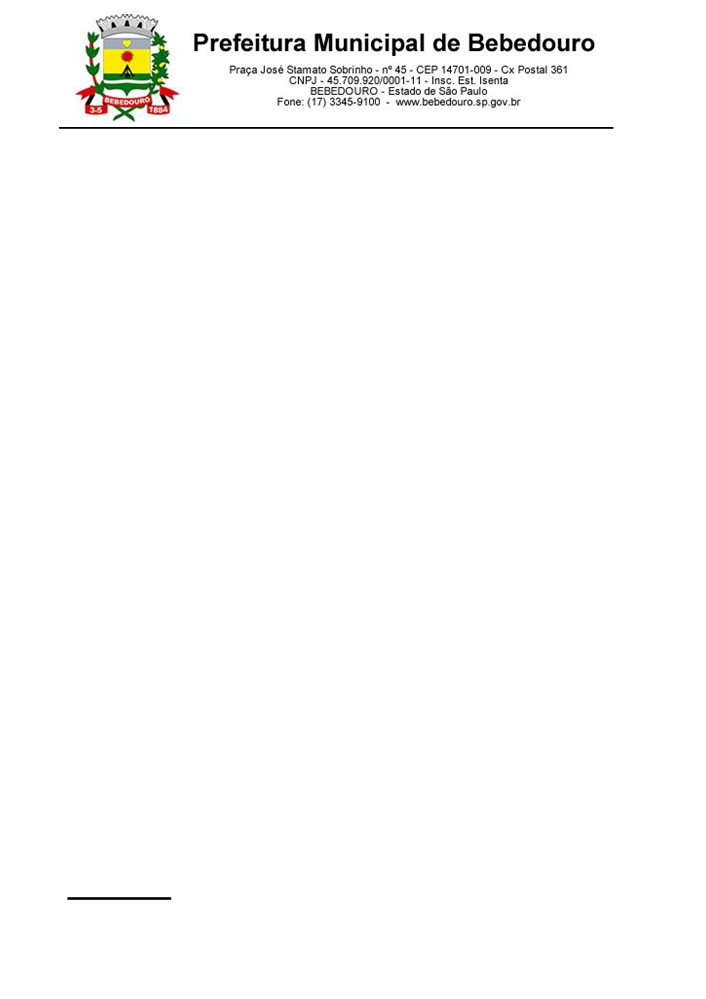 Prefeitura Municipal de Bebedouro
Praça José Stamato Sobrinho - nº 45 - CEP 14701-009 - Cx Postal 361
CNPJ - 45.709.920/0001-11 - Insc. Est. Isenta
BEBEDOURO - Estado de São Paulo
Fone: (17) 3345-9100 - www.bebedouro.sp.gov.br
BEBEDOURO
3-5 1884